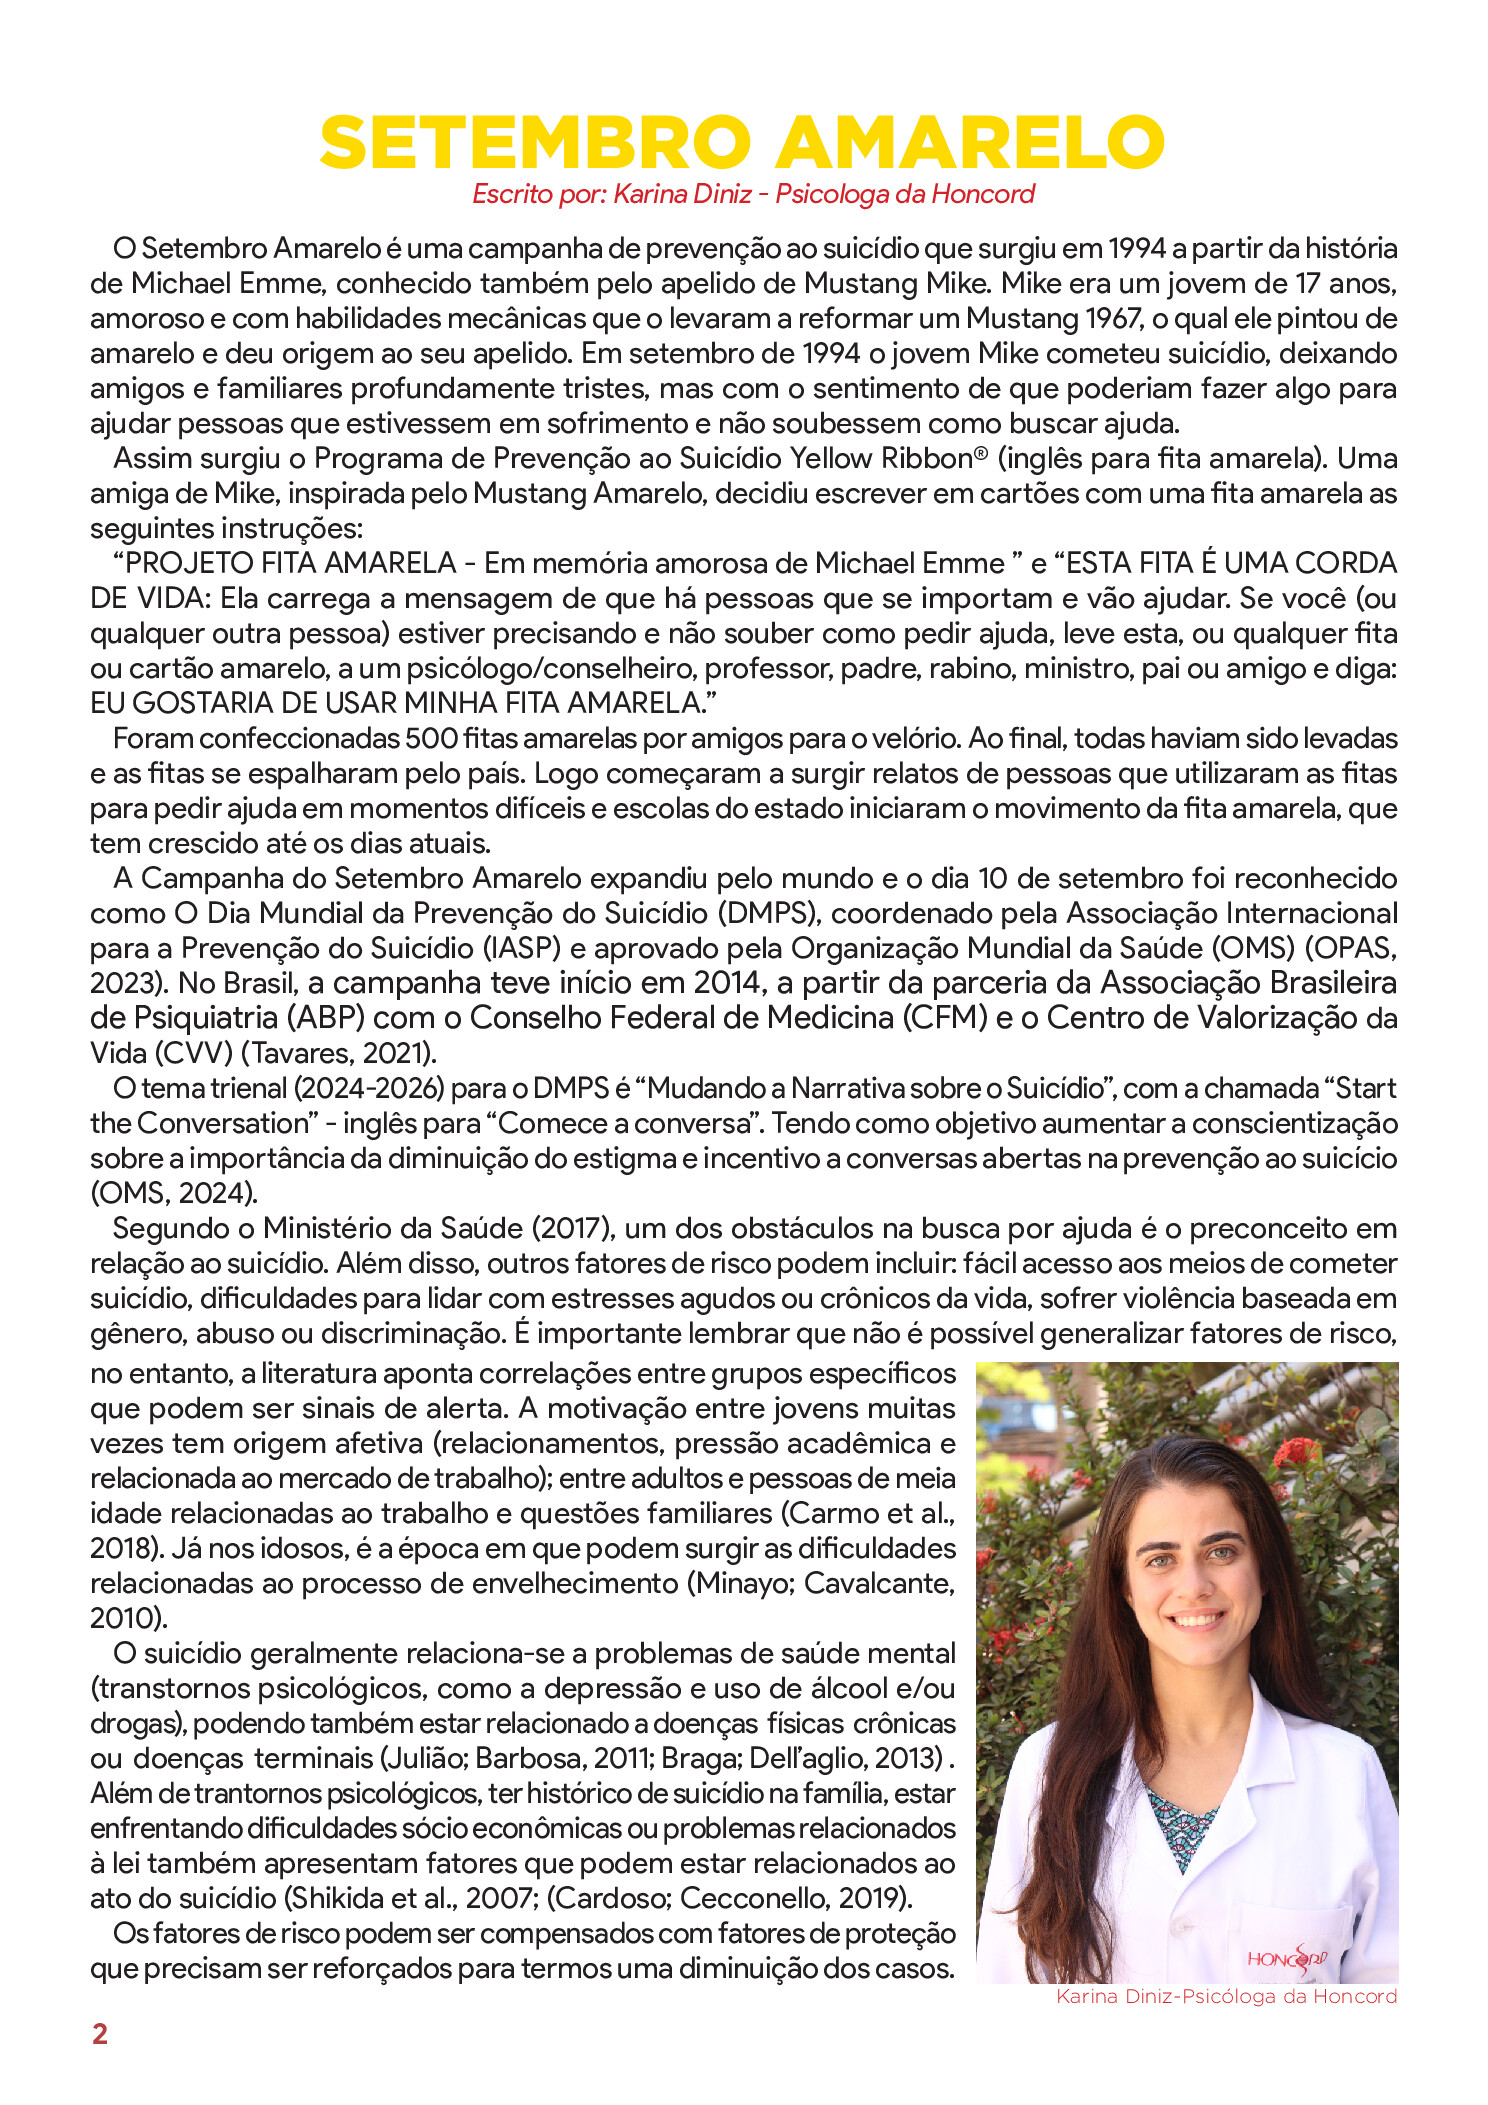 SETEMBRO AMARELO
Escrito por: Karina Diniz - Psicologa da Honcord
O Setembro Amarelo é uma campanha de prevenção ao suicídio que surgiu em 1994 a partir da história
de Michael Emme, conhecido também pelo apelido de Mustang Mike. Mike era um jovem de 17 anos,
amoroso e com habilidades mecânicas que o levaram a reformar um Mustang 1967, o qual ele pintou de
amarelo e deu origem ao seu apelido. Em setembro de 1994 o jovem Mike cometeu suicídio, deixando
amigos e familiares profundamente tristes, mas com o sentimento de que poderiam fazer algo para
ajudar pessoas que estivessem em sofrimento e não soubessem como buscar ajuda.
Assim surgiu o Programa de Prevenção ao Suicídio Yellow Ribbon® (inglês para fita amarela). Uma
amiga de Mike, inspirada pelo Mustang Amarelo, decidiu escrever em cartões com uma fita amarela as
seguintes instruções:
“PROJETO FITA AMARELA - Em memória amorosa de Michael Emme ” e “ESTA FITA É UMA CORDA
DE VIDA: Ela carrega a mensagem de que há pessoas que se importam e vão ajudar. Se você (ou
qualquer outra pessoa) estiver precisando e não souber como pedir ajuda, leve esta, ou qualquer fita
ou cartão amarelo, a um psicólogo/conselheiro, professor, padre, rabino, ministro, pai ou amigo e diga:
EU GOSTARIA DE USAR MINHA FITA AMARELA.”
Foram confeccionadas 500 fitas amarelas por amigos para o velório. Ao final, todas haviam sido levadas
e as fitas se espalharam pelo país. Logo começaram a surgir relatos de pessoas que utilizaram as fitas
para pedir ajuda em momentos difíceis e escolas do estado iniciaram o movimento da fita amarela, que
tem crescido até os dias atuais.
A Campanha do Setembro Amarelo expandiu pelo mundo e o dia 10 de setembro foi reconhecido
como O Dia Mundial da Prevenção do Suicídio (DMPS), coordenado pela Associação Internacional
para a Prevenção do Suicídio (IASP) e aprovado pela Organização Mundial da Saúde (OMS) (OPAS,
2023). No Brasil, a campanha teve início em 2014, a partir da parceria da Associação Brasileira
de Psiquiatria (ABP) com o Conselho Federal de Medicina (CFM) e o Centro de Valorização da
Vida (CVV) (Tavares, 2021).
O tema trienal (2024-2026) para o DMPS é “Mudando a Narrativa sobre o Suicídio”, com a chamada “Start
the Conversation” - inglês para “Comece a conversa”. Tendo como objetivo aumentar a conscientização
sobre a importância da diminuição do estigma e incentivo a conversas abertas na prevenção ao suicício
(OMS, 2024).
Segundo o Ministério da Saúde (2017), um dos obstáculos na busca por ajuda é o preconceito em
relação ao suicídio. Além disso, outros fatores de risco podem incluir: fácil acesso aos meios de cometer
suicídio, dificuldades para lidar com estresses agudos ou crônicos da vida, sofrer violência baseada em
gênero, abuso ou discriminação. É importante lembrar que não é possível generalizar fatores de risco,
no entanto, a literatura aponta correlações entre grupos específicos
que podem ser sinais de alerta. A motivação entre jovens muitas
vezes tem origem afetiva (relacionamentos, pressão acadêmica e
relacionada ao mercado de trabalho); entre adultos e pessoas de meia
idade relacionadas ao trabalho e questões familiares (Carmo et al.,
2018). Já nos idosos, é a época em que podem surgir as dificuldades
relacionadas ao processo de envelhecimento (Minayo; Cavalcante,
2010).
O suicídio geralmente relaciona-se a problemas de saúde mental
(transtornos psicológicos, como a depressão e uso de álcool e/ou
drogas), podendo também estar relacionado a doenças físicas crônicas
ou doenças terminais (Julião; Barbosa, 2011; Braga; Dell’aglio, 2013) .
Além de trantornos psicológicos, ter histórico de suicídio na família, estar
enfrentando dificuldades sócio econômicas ou problemas relacionados
à lei também apresentam fatores que podem estar relacionados ao
ato do suicídio (Shikida et al., 2007; (Cardoso; Cecconello, 2019).
Os fatores de risco podem ser compensados com fatores de proteção
que precisam ser reforçados para termos uma diminuição dos casos.
HONCORD
Karina Diniz-Psicóloga da Honcord
2